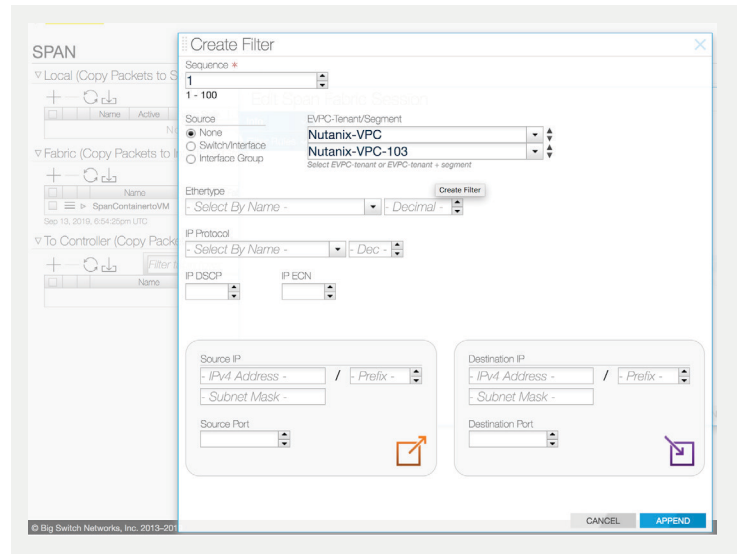 SPAN
Local (Copy Packets to S
Name Active
Fabric (Copy Packets to I
Name
SpanContainertoVM
Sep 13, 2019, 6:54:25pm UTC
To Controller (Copy Packe
Filter t
Name
© Big Switch Networks, Inc. 2013–201
Create Filter
Sequence *
1
1 - 100
Source
None
Switch/Interface
Interface Group
EVPC-Tenant/Segment
Nutanix-VPC
Nutanix-VPC-103
Select EVPC-tenant or EVPC-tenant + segment
Create Filter
Ethertype
- Select By Name - - Decimal -
IP Protocol
- Select By Name - - Dec -
IP DSCP IP ECN
Source IP
- IPv4 Address - / - Prefix -
- Subnet Mask -
Source Port
Destination IP
- IPv4 Address - / - Prefix -
- Subnet Mask -
Destination Port
CANCEL APPEND